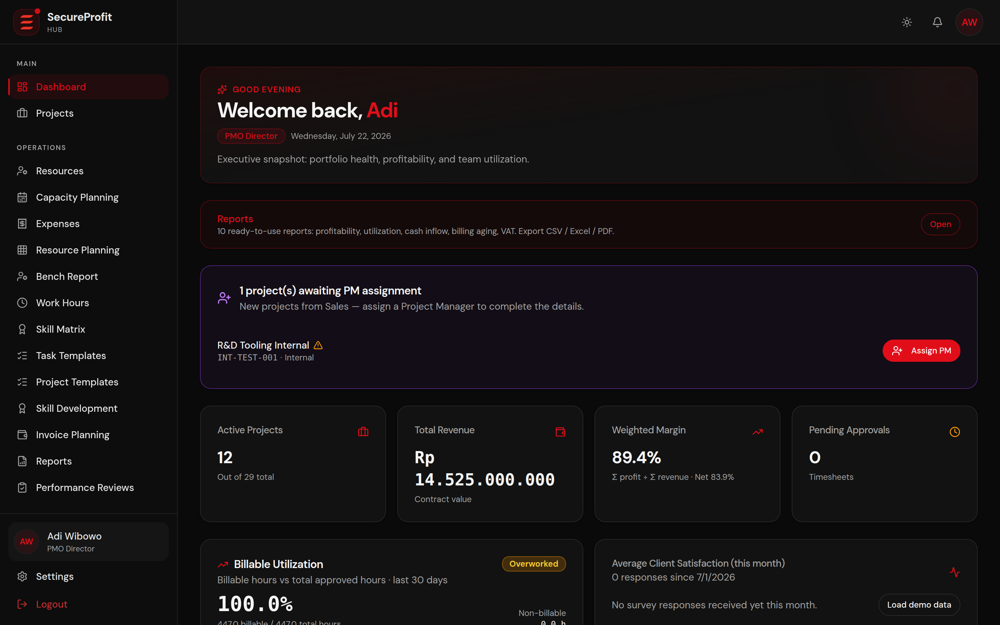 SecureProfit
HUB
AW
MAIN
Dashboard
Projects
OPERATIONS
Resources
Capacity Planning
Expenses
Resource Planning
Bench Report
Work Hours
Skill Matrix
Task Templates
Project Templates
Skill Development
Invoice Planning
Reports
Performance Reviews
AW
Adi Wibowo
PMO Director
Settings
Logout
GOOD EVENING
Welcome back, Adi
PMO Director Wednesday, July 22, 2026
Executive snapshot: portfolio health, profitability, and team utilization.
Reports
10 ready-to-use reports: profitability, utilization, cash inflow, billing aging, VAT. Export CSV / Excel / PDF.
Open
1 project(s) awaiting PM assignment
New projects from Sales — assign a Project Manager to complete the details.
R&D Tooling Internal
INT-TEST-001 · Internal
Assign PM
Active Projects
12
Out of 29 total
Total Revenue
Rp
14.525.000.000
Contract value
Weighted Margin
89.4%
Σ profit ÷ Σ revenue · Net 83.9%
Pending Approvals
0
Timesheets
Billable Utilization
Overworked
Billable hours vs total approved hours · last 30 days
100.0%
447.0 billable / 447.0 total hours
Non-billable
0.0 h
Average Client Satisfaction (this month)
0 responses since 7/1/2026
No survey responses received yet this month.
Load demo data